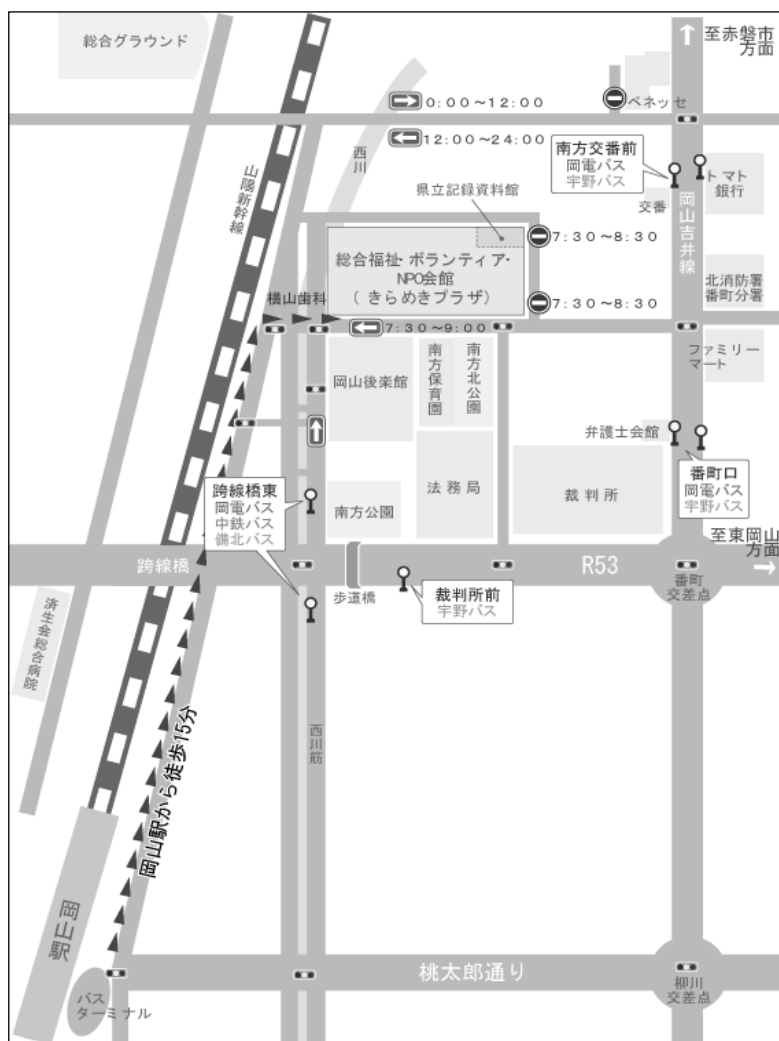 総合グラウンド
至赤磐市
方面
0:00～12:00
ベネッセ
12:00～24:00
西川
南方交番前
岡電バス
宇野バス
トマト
銀行
山陽新幹線
県立記録資料館
交番
岡山吉井線
7:30～8:30
総合福祉・ボランティア・
NPO会館
(きらめきプラザ)
北消防署
番町分署
横山歯科
7:30～8:30
7:30～9:00
ファミリー
マート
岡山後楽館
南方保育園
南方北公園
弁護士会館
跨線橋東
岡電バス
中鉄バス
備北バス
南方公園
法務局
裁判所
番町口
岡電バス
宇野バス
至東岡山
方面
跨線橋
R53
歩道橋
裁判所前
宇野バス
番町
交差点
済生会総合病院
岡山駅から徒歩15分
西川筋
岡山駅
桃太郎通り
バス
ターミナル
柳川
交差点